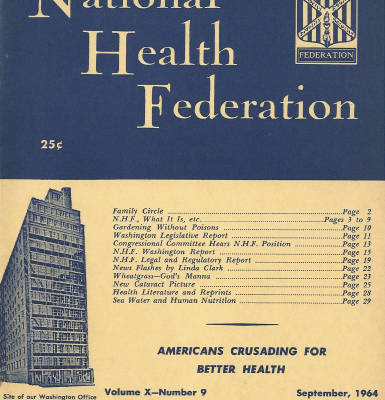 National
Health
FEDERATION
Federation
25¢
Family Circle Page 2
N.H.F., What It Is, etc. Pages 3 to 9
Gardening Without Poisons Page 10
Washington Legislative Report Page 11
Congressional Committee Hears N.H.F. Position Page 13
N.H.F. Washington Report Page 15
N.H.F. Legal and Regulatory Report Page 19
News Flashes by Linda Clark Page 22
Wheatgrass—God's Manna Page 23
New Cataract Picture Page 25
Health Literature and Reprints Page 28
Sea Water and Human Nutrition Page 29
AMERICANS CRUSADING FOR
BETTER HEALTH
Site of our Washington Office
Volume X—Number 9
September, 1964